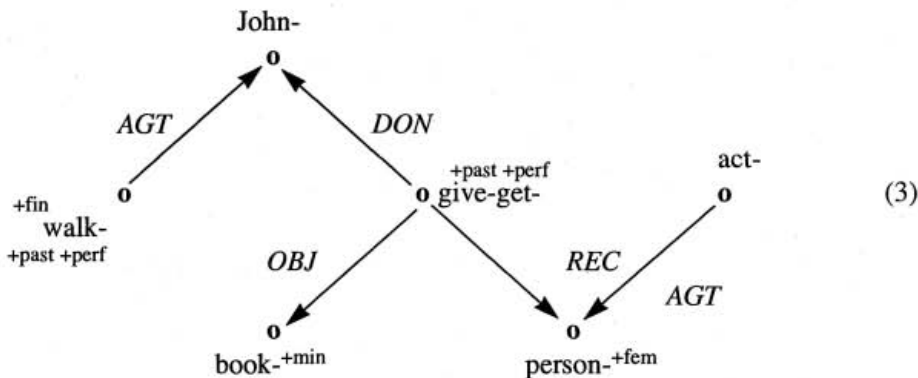 John-
o
AGT
DON
act-
+past +perf
o
o give-get-
o
(3)
+fin
walk-
+past +perf
OBJ
REC
AGT
o
o
book-+min
person-+fem